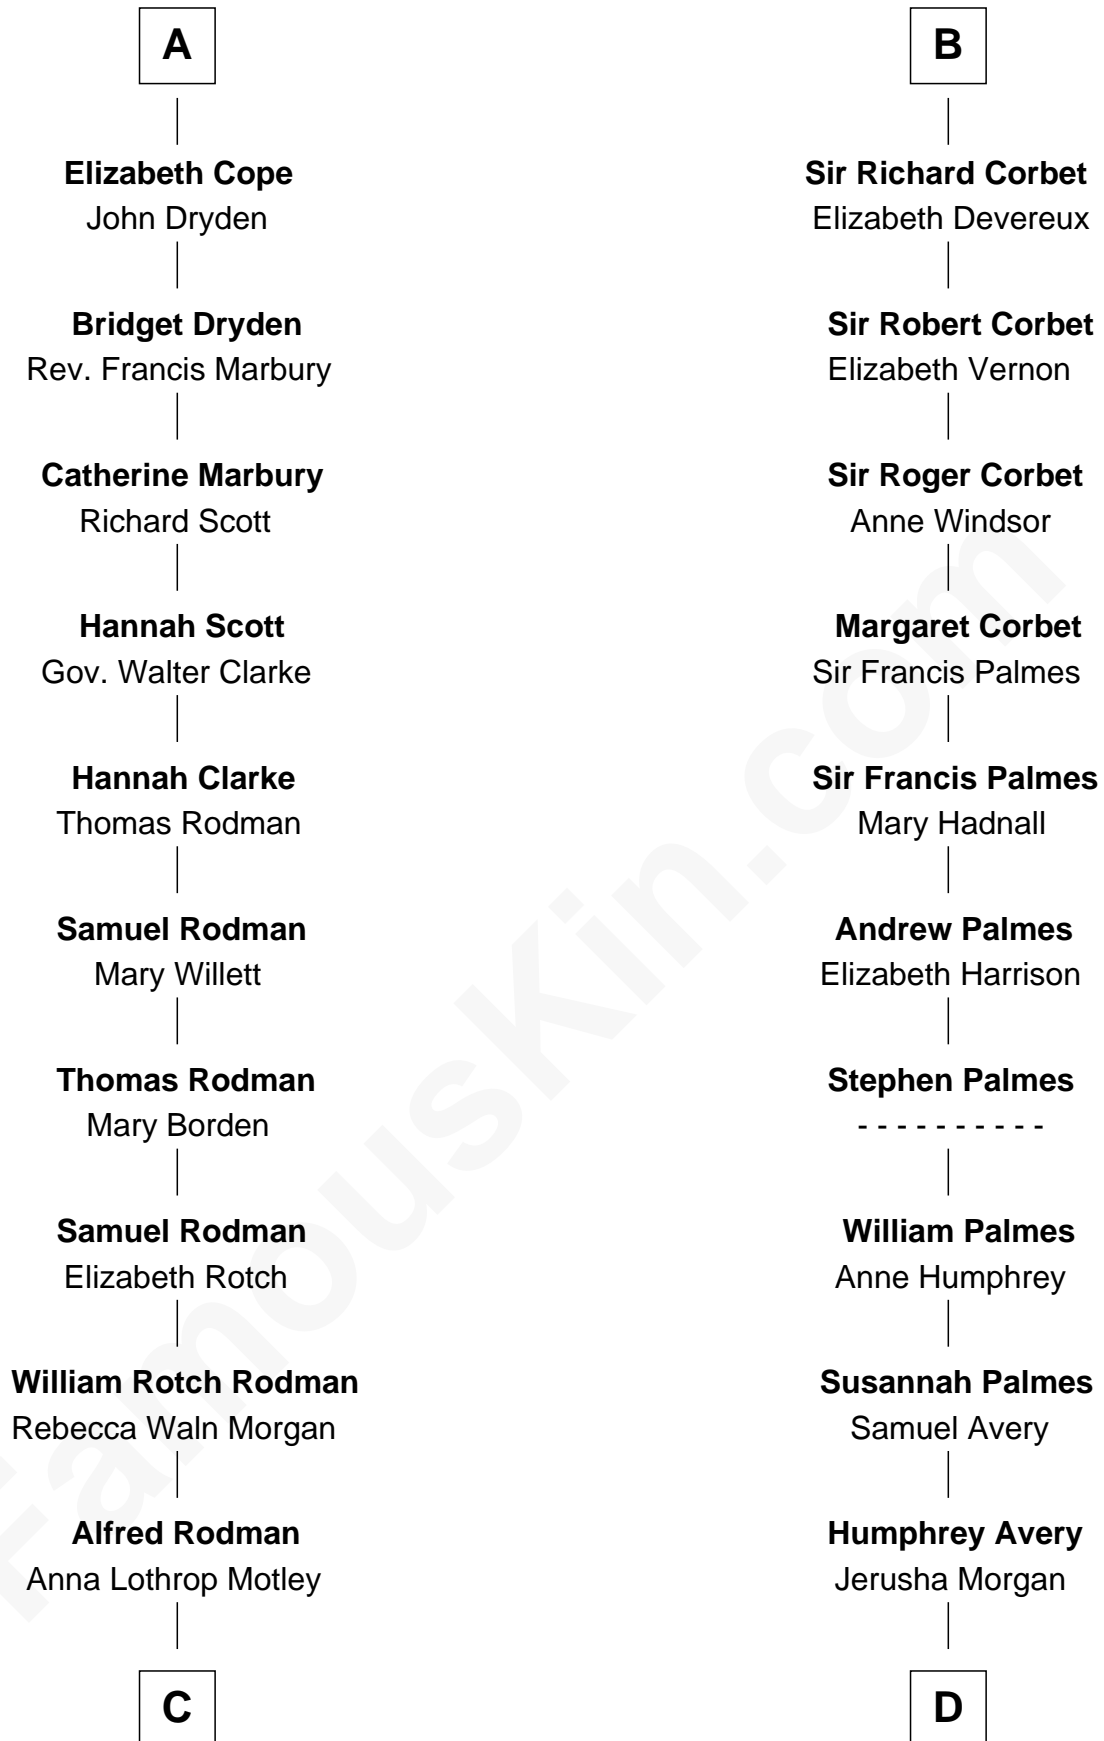 A
Elizabeth Cope
John Dryden
Bridget Dryden
Rev. Francis Marbury
Catherine Marbury
Richard Scott
Hannah Scott
Gov. Walter Clarke
Hannah Clarke
Thomas Rodman
Samuel Rodman
Mary Willett
Thomas Rodman
Mary Borden
Samuel Rodman
Elizabeth Rotch
William Rotch Rodman
Rebecca Waln Morgan
Alfred Rodman
Anna Lothrop Motley
C
B
Sir Richard Corbet
Elizabeth Devereux
Sir Robert Corbet
Elizabeth Vernon
Sir Roger Corbet
Anne Windsor
Margaret Corbet
Sir Francis Palmes
Sir Francis Palmes
Mary Hadnall
Andrew Palmes
Elizabeth Harrison
Stephen Palmes
- - - - - - - - - -
William Palmes
Anne Humphrey
Susannah Palmes
Samuel Avery
Humphrey Avery
Jerusha Morgan
D
FamousKin.com